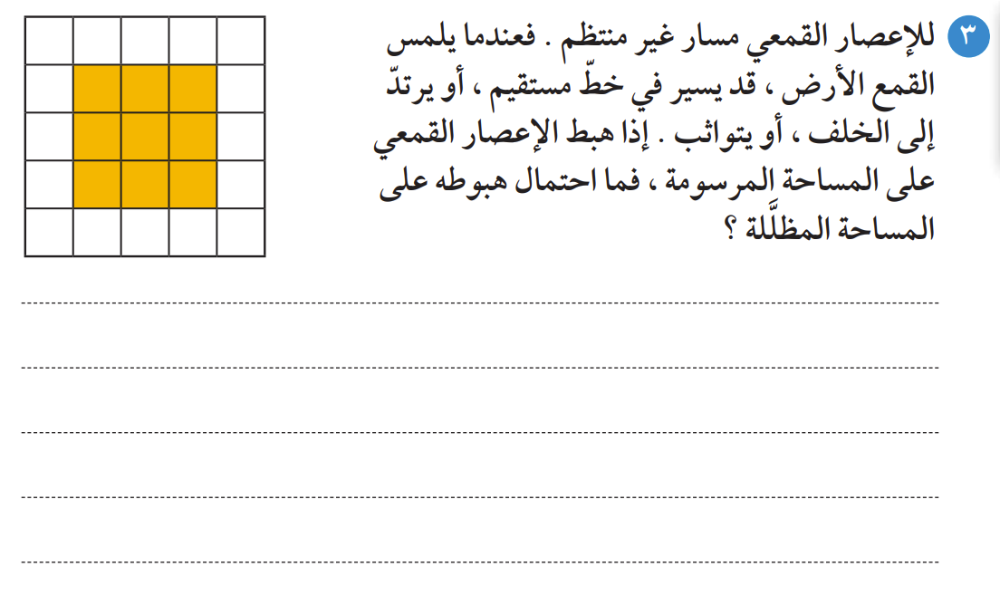 ٣ للإعصار القمعي مسار غير منتظم . فعندما يلمس
القمع الأرض ، قد يسير في خطّ مستقيم ، أو يرتدّ
إلى الخلف ، أو يتواثب . إذا هبط الإعصار القمعي
على المساحة المرسومة ، فما احتمال هبوطه على
المساحة المظلَّلة ؟